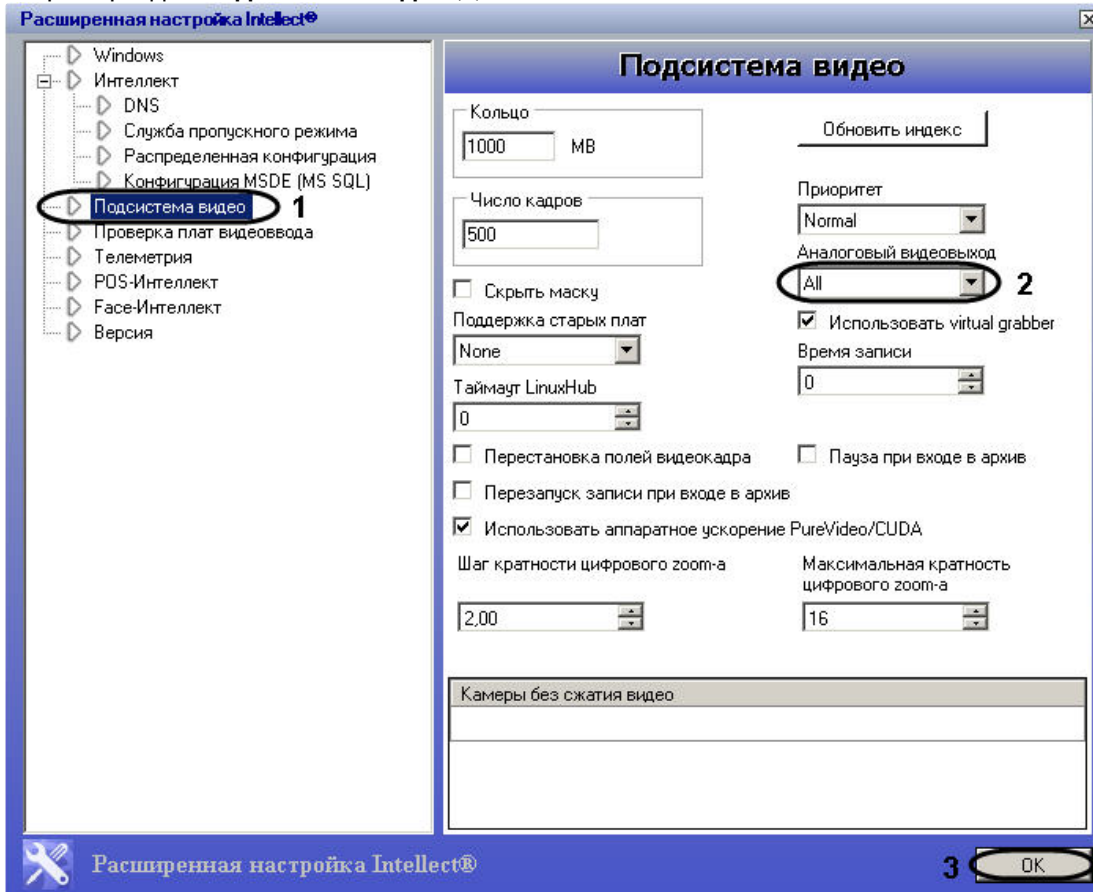 Расширенная настройка Intellect®
Windows
Интеллект
DNS
Служба пропускного режима
Распределенная конфигурация
Конфигурация MSDE (MS SQL)
Подсистема видео 1
Проверка плат видеоввода
Телеметрия
POS-Интеллект
Face-Интеллект
Версия
Подсистема видео
Кольцо
1000 MB
Обновить индекс
Число кадров
500
Приоритет
Normal
Аналоговый видеовыход
All 2
Скрыть маску
Использовать virtual grabber
Поддержка старых плат
None
Время записи
0
Таймаут LinuxHub
0
Перестановка полей видеокадра
Пауза при входе в архив
Перезапуск записи при входе в архив
Использовать аппаратное ускорение PureVideo/CUDA
Шаг кратности цифрового zoom-а
2,00
Максимальная кратность
цифрового zoom-а
16
Камеры без сжатия видео
Расширенная настройка Intellect®
3 OK